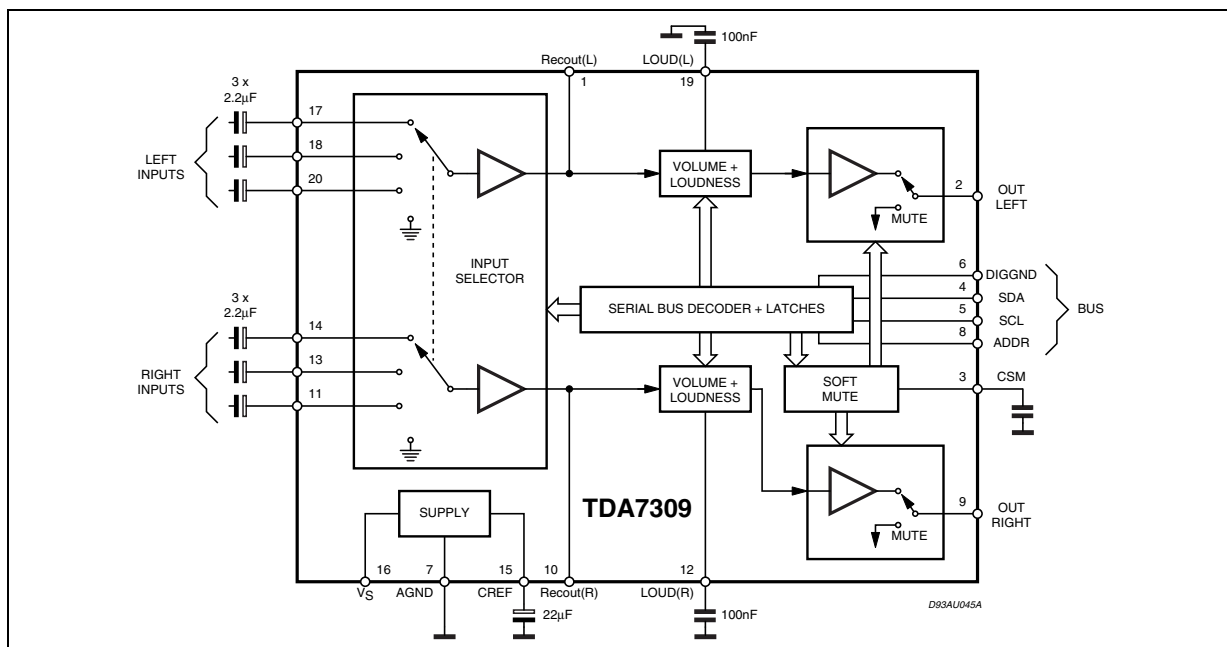 100nF
Recout(L)
LOUD(L)
1
19
3 x
2.2µF
17
18
20
LEFT
INPUTS
VOLUME +
LOUDNESS
2
OUT
LEFT
MUTE
INPUT
SELECTOR
6
DIGGND
4
SDA
SERIAL BUS DECODER + LATCHES
5
SCL
BUS
8
ADDR
3 x
2.2µF
14
13
11
RIGHT
INPUTS
VOLUME +
LOUDNESS
SOFT
MUTE
3
CSM
SUPPLY
TDA7309
9
OUT
RIGHT
MUTE
16
7
15
10
12
VS
AGND
CREF
Recout(R)
LOUD(R)
22µF
100nF
D93AU045A